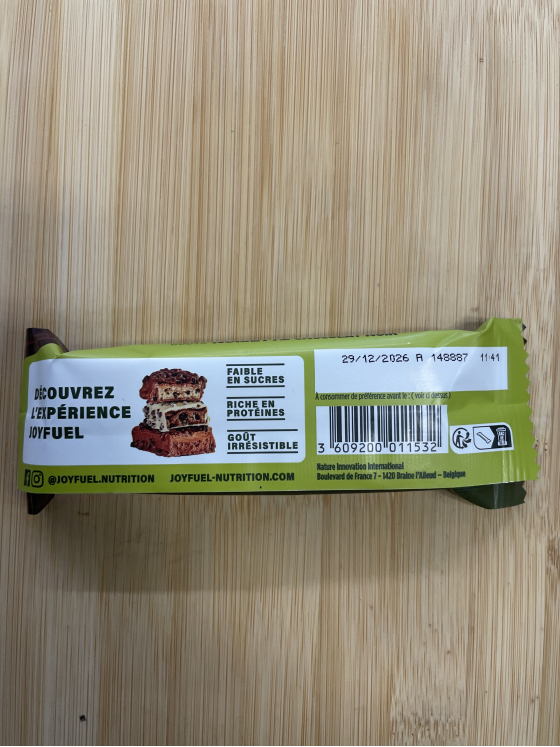 DÉCOUVREZ
L'EXPÉRIENCE
JOYFUEL
FAIBLE
EN SUCRES
RICHE EN
PROTÉINES
GOÛT
IRRÉSISTIBLE
@JOYFUEL.NUTRITION JOYFUEL-NUTRITION.COM
29/12/2026 A 148887 11:41
À consommer de préférence avant le : ( voir ci dessus )
3 609200 011532
Nature Innovation International
Boulevard de France 7 - 1420 Braine l'Alleud – Belgique